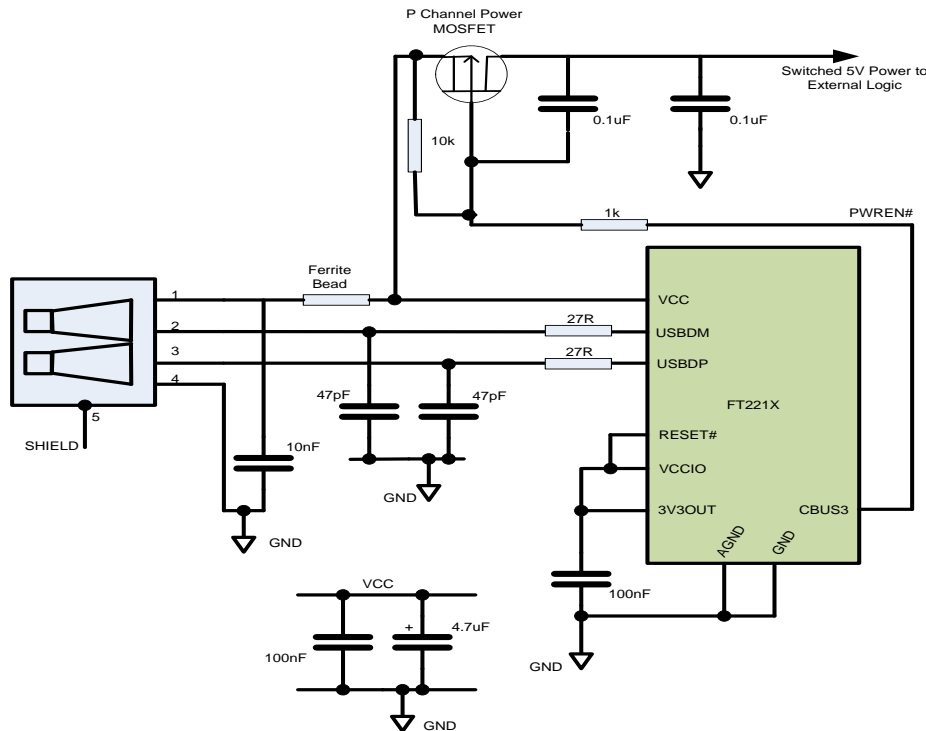 P Channel Power
MOSFET
Switched 5V Power to
External Logic
0.1uF
0.1uF
10k
1k
PWREN#
Ferrite
Bead
1
VCC
27R
2
USBDM
27R
3
USBDP
4
47pF
47pF
FT221X
5
SHIELD
RESET#
10nF
VCCIO
GND
3V3OUT
CBUS3
GND
AGND
GND
VCC
100nF
+
4.7uF
100nF
GND
GND